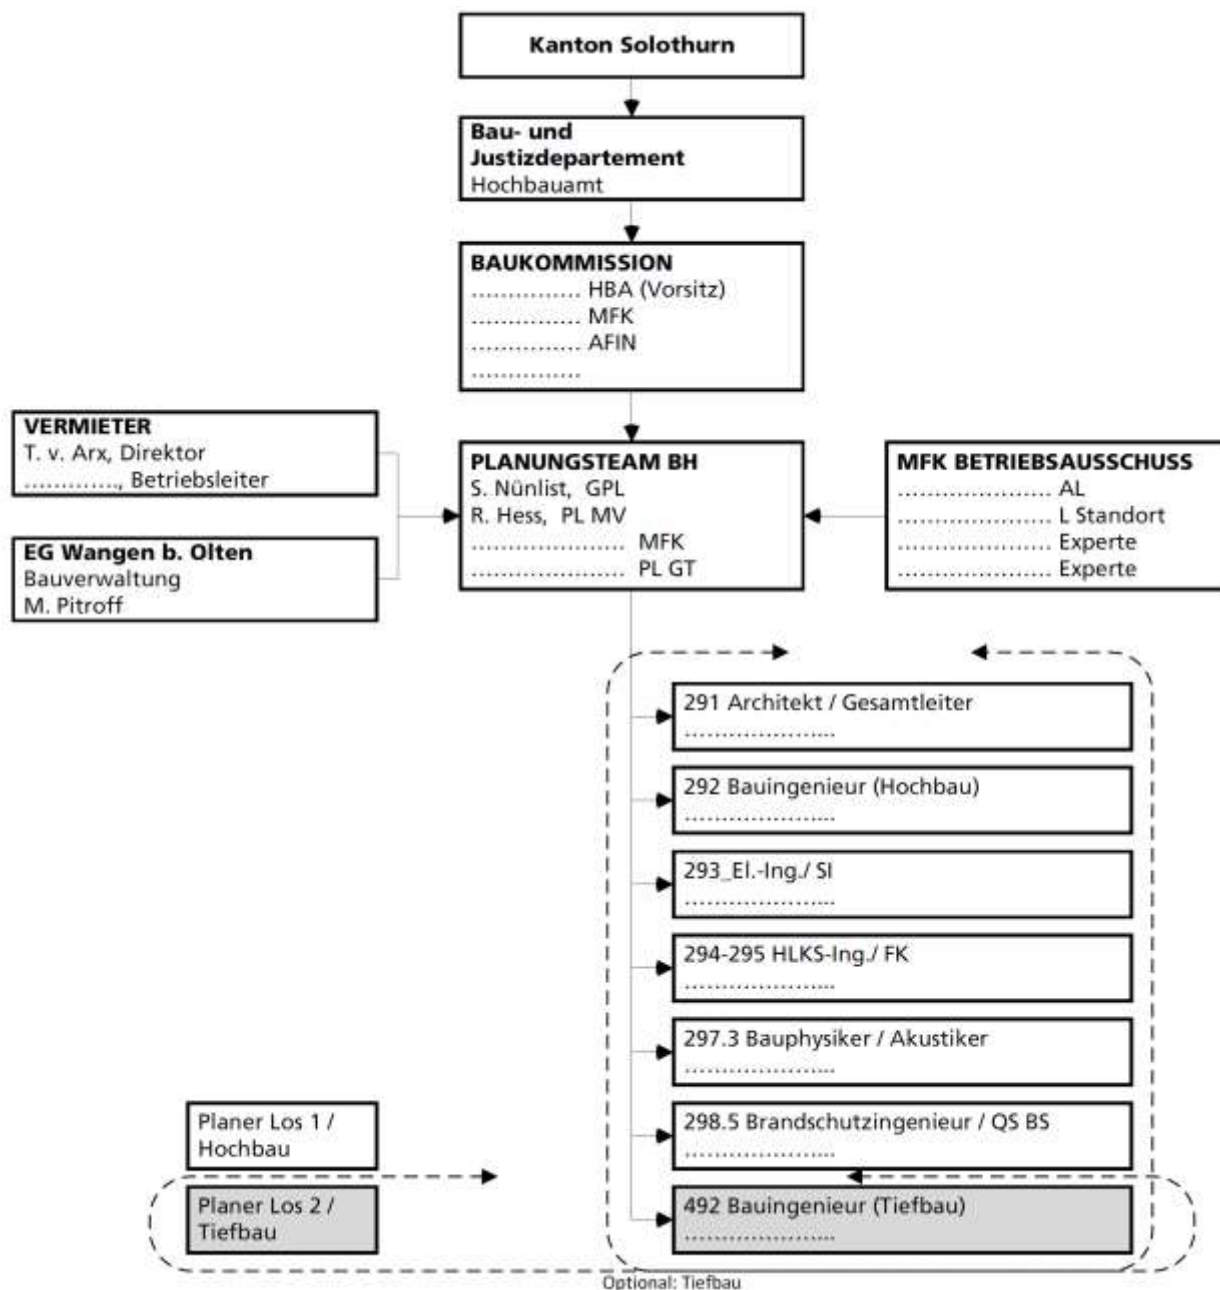 Kanton Solothurn
Bau- und
Justizdepartement
Hochbauamt
BAUKOMMISSION
............... HBA (Vorsitz)
............... MFK
............... AFIN
...............
VERMIETER
T. v. Arx, Direktor
............., Betriebsleiter
EG Wangen b. Olten
Bauverwaltung
M. Pitroff
PLANUNGSTEAM BH
S. Nünlist, GPL
R. Hess, PL MV
..................... MFK
..................... PL GT
MFK BETRIEBSAUSSCHUSS
..................... AL
..................... L Standort
..................... Experte
..................... Experte
291 Architekt / Gesamtleiter
.....................
292 Bauingenieur (Hochbau)
.....................
293_El.-Ing./ SI
.....................
294-295 HLKS-Ing./ FK
.....................
297.3 Bauphysiker / Akustiker
.....................
298.5 Brandschutzingenieur / QS BS
.....................
492 Bauingenieur (Tiefbau)
.....................
Planer Los 1 /
Hochbau
Planer Los 2 /
Tiefbau
Optional: Tiefbau